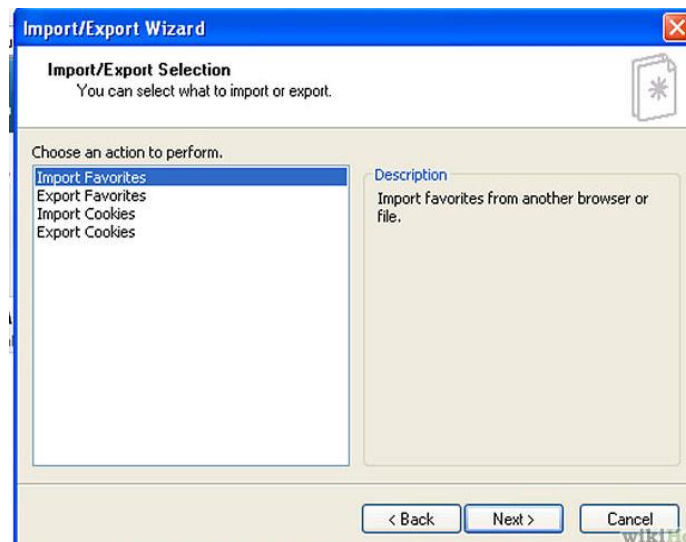 Import/Export Wizard
Import/Export Selection
You can select what to import or export.
Choose an action to perform.
Import Favorites
Export Favorites
Import Cookies
Export Cookies
Description
Import favorites from another browser or
file.
< Back
Next >
Cancel